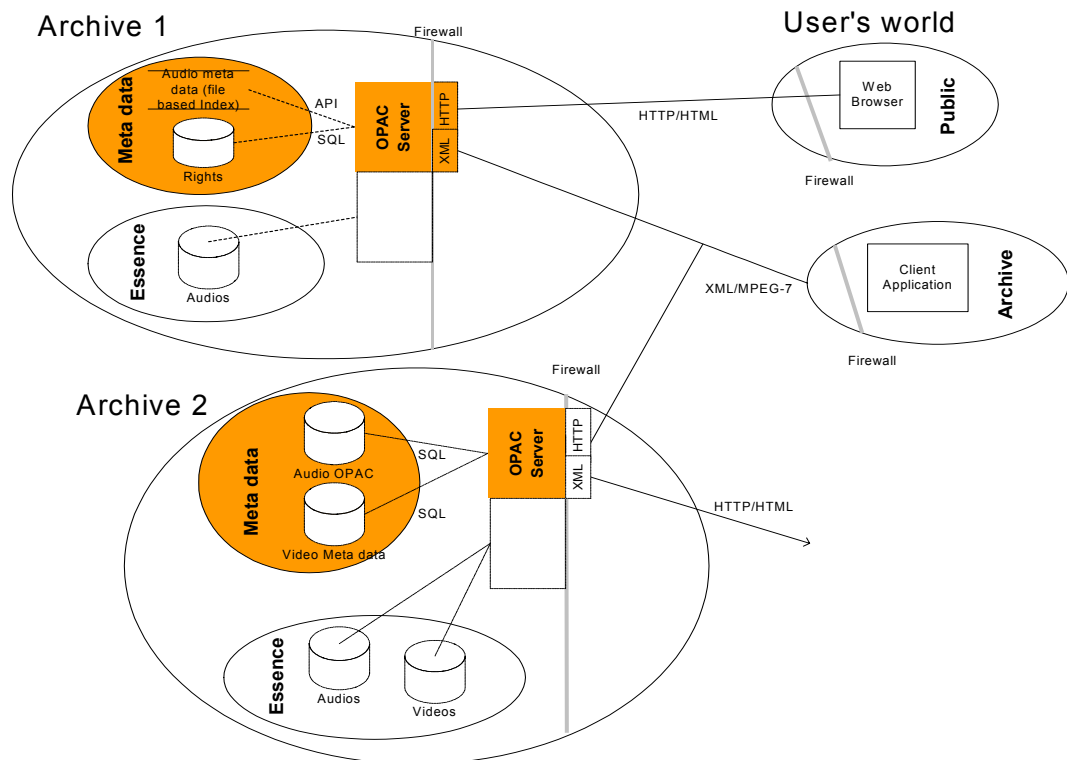 Archive 1
Firewall
User's world
Meta data
Audio meta
data (file
based Index)
Rights
API
SQL
OPAC
Server
HTTP
XML
HTTP/HTML
Web
Browser
Public
Firewall
Essence
Audios
XML/MPEG-7
Client
Application
Archive
Firewall
Archive 2
Firewall
Meta data
Audio OPAC
Video Meta data
SQL
SQL
OPAC
Server
HTTP
XML
HTTP/HTML
Essence
Audios
Videos